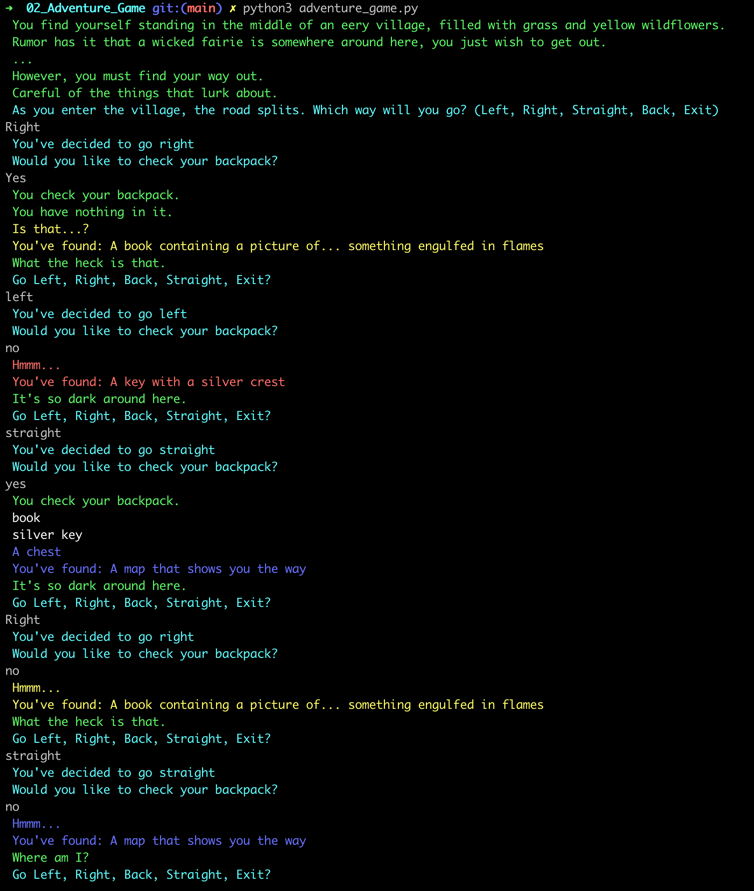 ➜  02_Adventure_Game git:(main) ✗ python3 adventure_game.py
You find yourself standing in the middle of an eery village, filled with grass and yellow wildflowers.
Rumor has it that a wicked fairie is somewhere around here, you just wish to get out.
...
However, you must find your way out.
Careful of the things that lurk about.
As you enter the village, the road splits. Which way will you go? (Left, Right, Straight, Back, Exit)
Right
You've decided to go right
Would you like to check your backpack?
Yes
You check your backpack.
You have nothing in it.
Is that...?
You've found: A book containing a picture of... something engulfed in flames
What the heck is that.
Go Left, Right, Back, Straight, Exit?
left
You've decided to go left
Would you like to check your backpack?
no
Hmmm...
You've found: A key with a silver crest
It's so dark around here.
Go Left, Right, Back, Straight, Exit?
straight
You've decided to go straight
Would you like to check your backpack?
yes
You check your backpack.
book
silver key
A chest
You've found: A map that shows you the way
It's so dark around here.
Go Left, Right, Back, Straight, Exit?
Right
You've decided to go right
Would you like to check your backpack?
no
Hmmm...
You've found: A book containing a picture of... something engulfed in flames
What the heck is that.
Go Left, Right, Back, Straight, Exit?
straight
You've decided to go straight
Would you like to check your backpack?
no
Hmmm...
You've found: A map that shows you the way
Where am I?
Go Left, Right, Back, Straight, Exit?